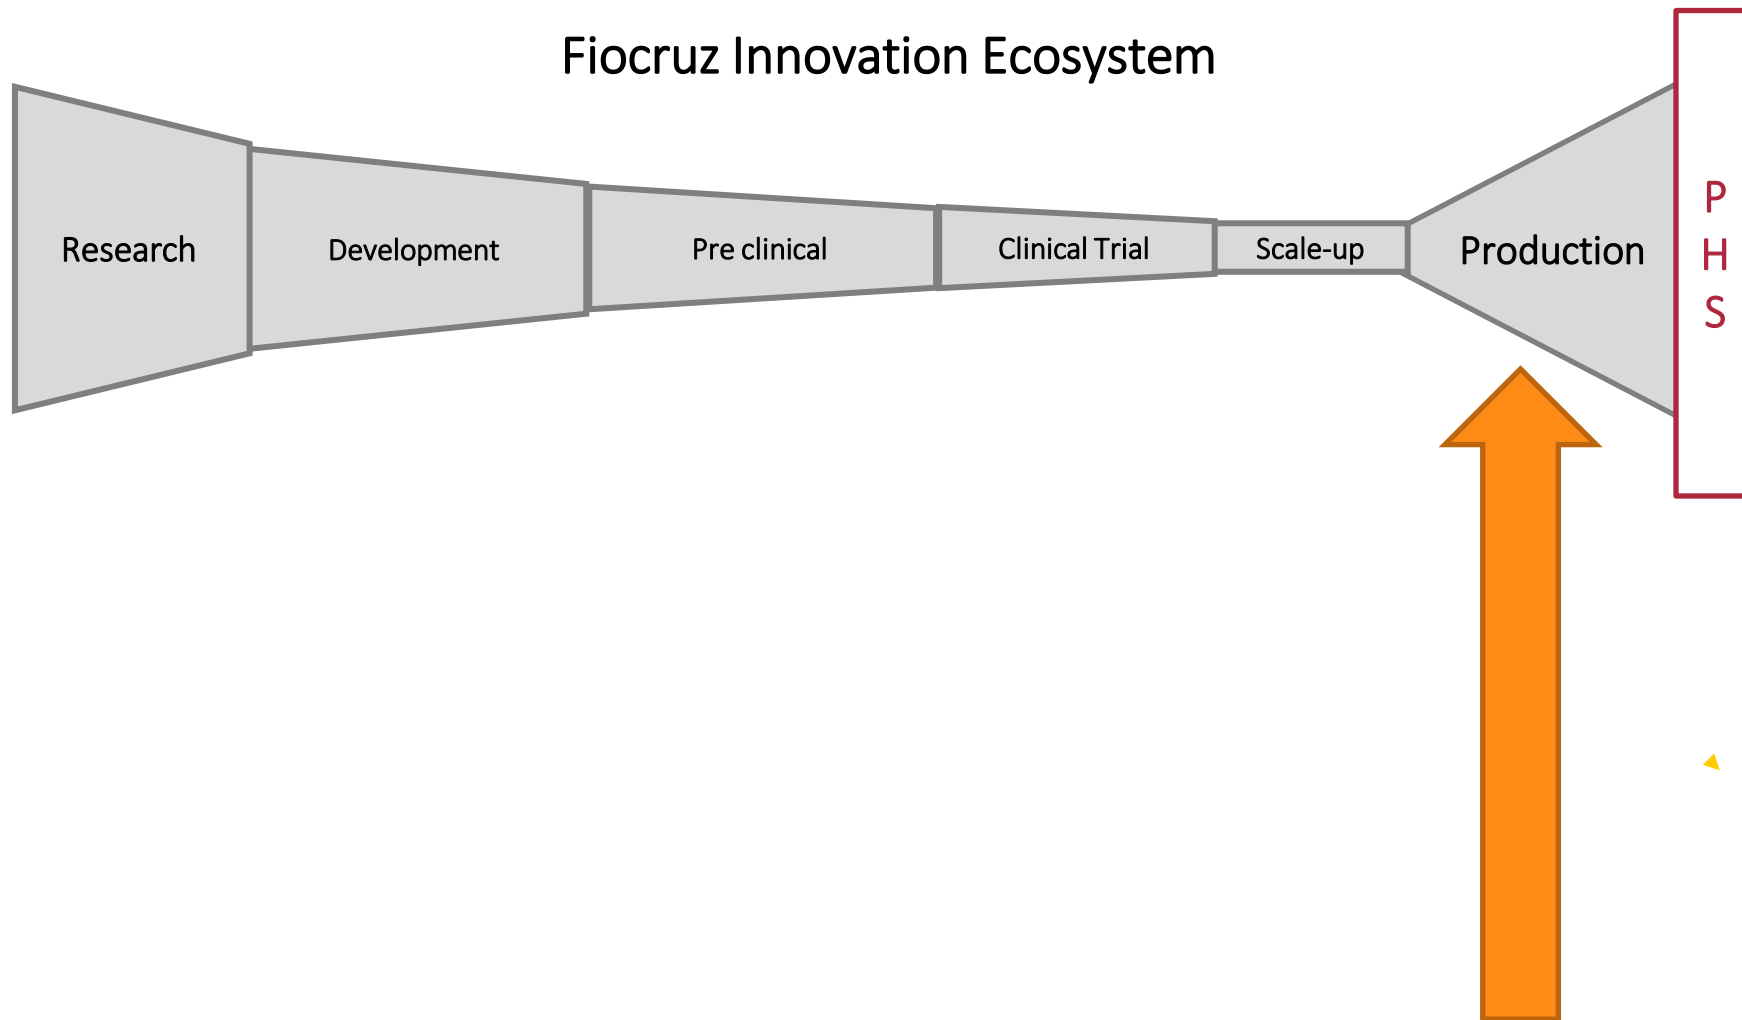 Fiocruz Innovation Ecosystem
Research
Development
Pre clinical
Clinical Trial
Scale-up
Production
P
H
S